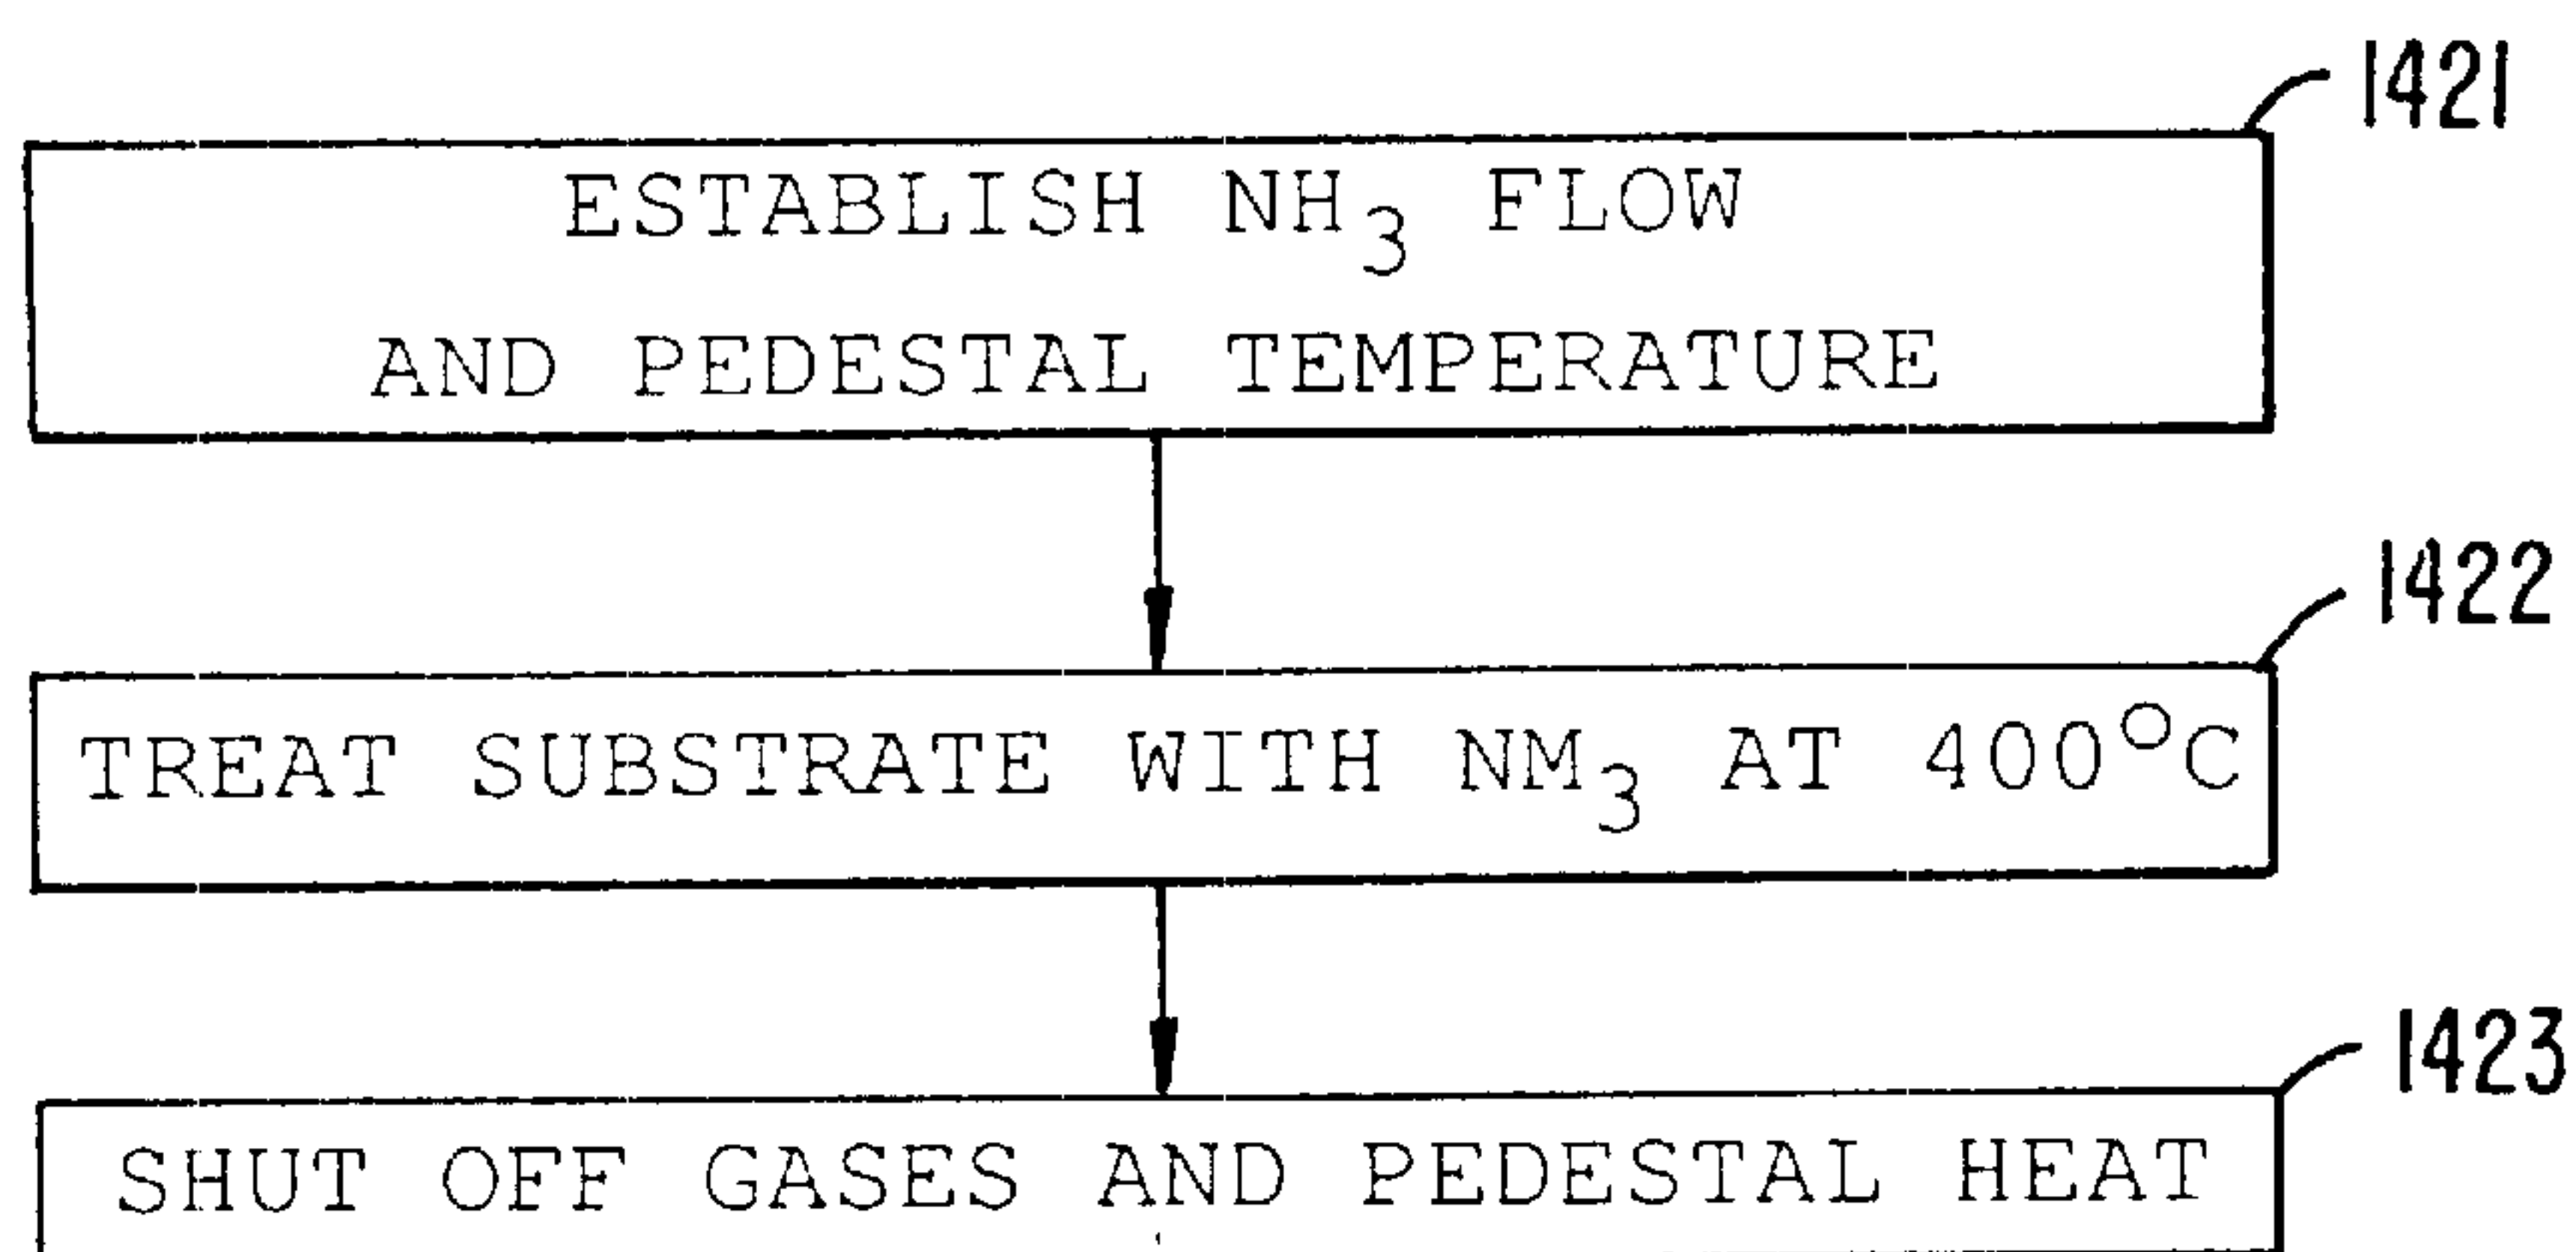 1421
ESTABLISH NH₃ FLOW
AND PEDESTAL TEMPERATURE
1422
TREAT SUBSTRATE WITH NM₃ AT 400°C
1423
SHUT OFF GASES AND PEDESTAL HEAT